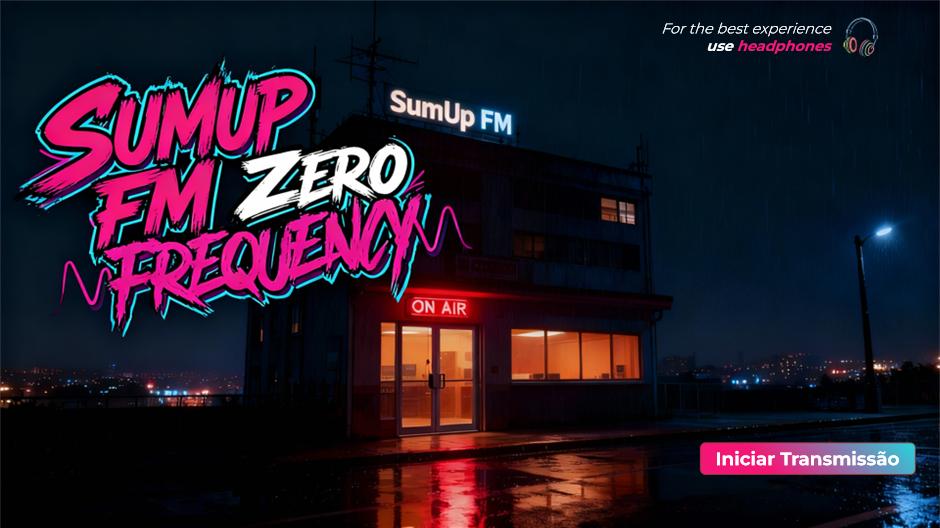 For the best experience
use headphones
SumUp FM
SUMUP
FM ZERO
FREQUENCY
ON AIR
Iniciar Transmissão